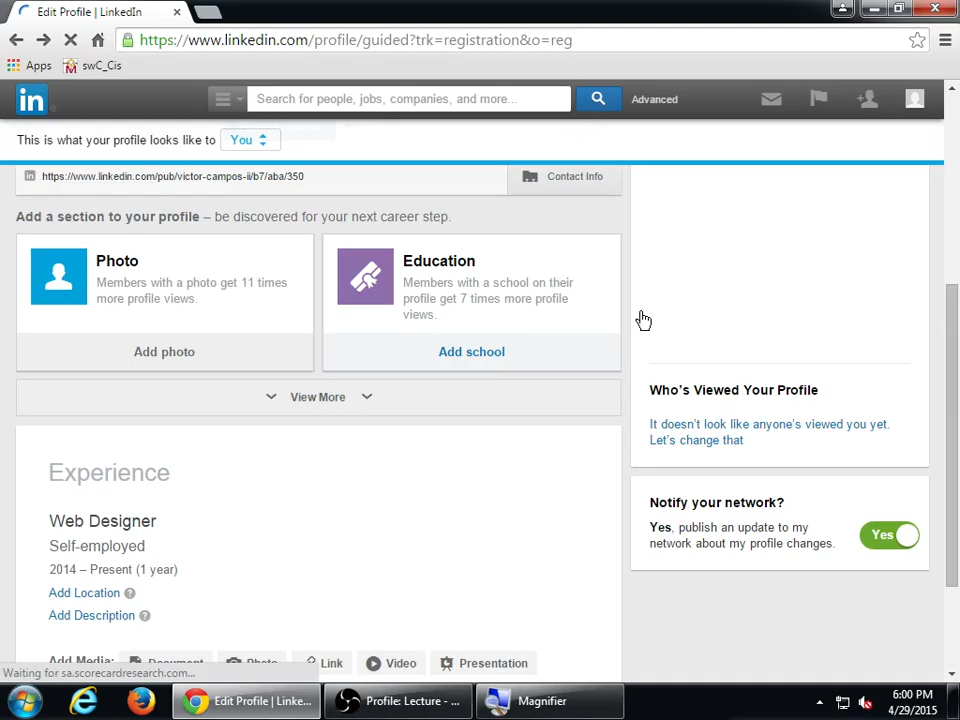 Edit Profile | LinkedIn
https://www.linkedin.com/profile/guided?trk=registration&o=reg
Apps swC_Cis
in Search for people, jobs, companies, and more... Advanced
This is what your profile looks like to You
in https://www.linkedin.com/pub/victor-campos-ii/b7/aba/350 Contact Info
Add a section to your profile – be discovered for your next career step.
Photo
Members with a photo get 11 times
more profile views.
Add photo
Education
Members with a school on their
profile get 7 times more profile
views.
Add school
View More
Who's Viewed Your Profile
It doesn't look like anyone's viewed you yet.
Let's change that
Experience
Web Designer
Self-employed
2014 – Present (1 year)
Add Location ?
Add Description ?
Add Media: Document Photo Link Video Presentation
Notify your network?
Yes, publish an update to my
network about my profile changes.
Yes
Waiting for sa.scorecardresearch.com...
Edit Profile | Linke... Profile: Lecture - ... Magnifier
6:00 PM
4/29/2015